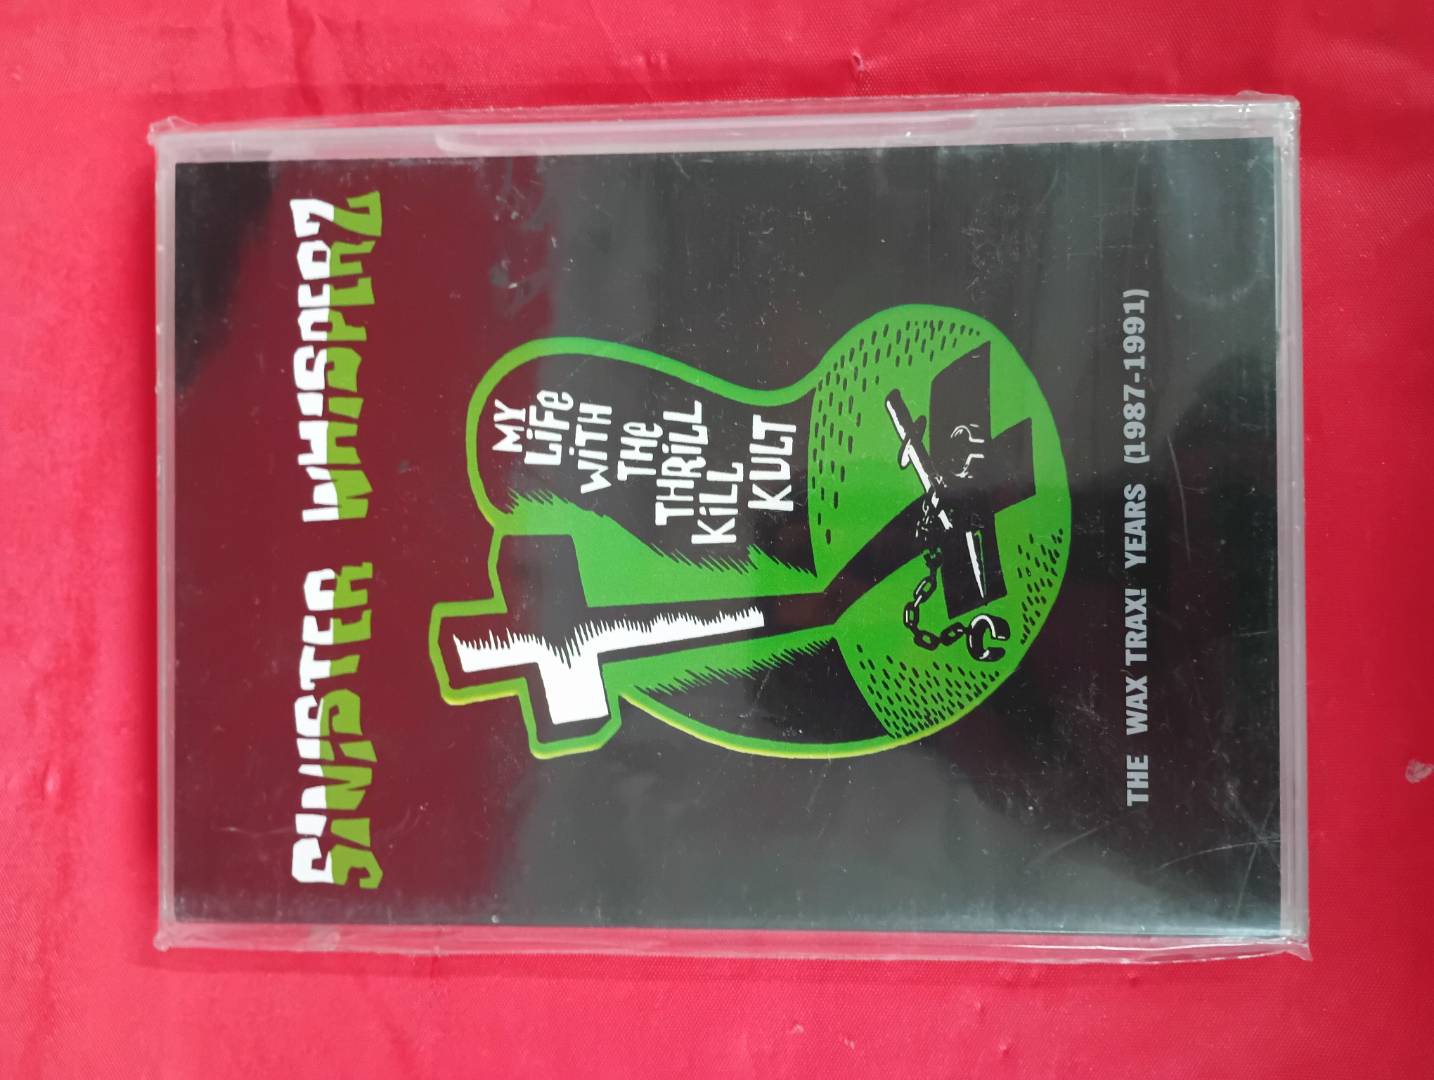 SINISTER WHISPERZ
MY
LiFe
WiTH
THe
THRiLL
KiLL
KULT
THE WAX TRAX! YEARS (1987-1991)